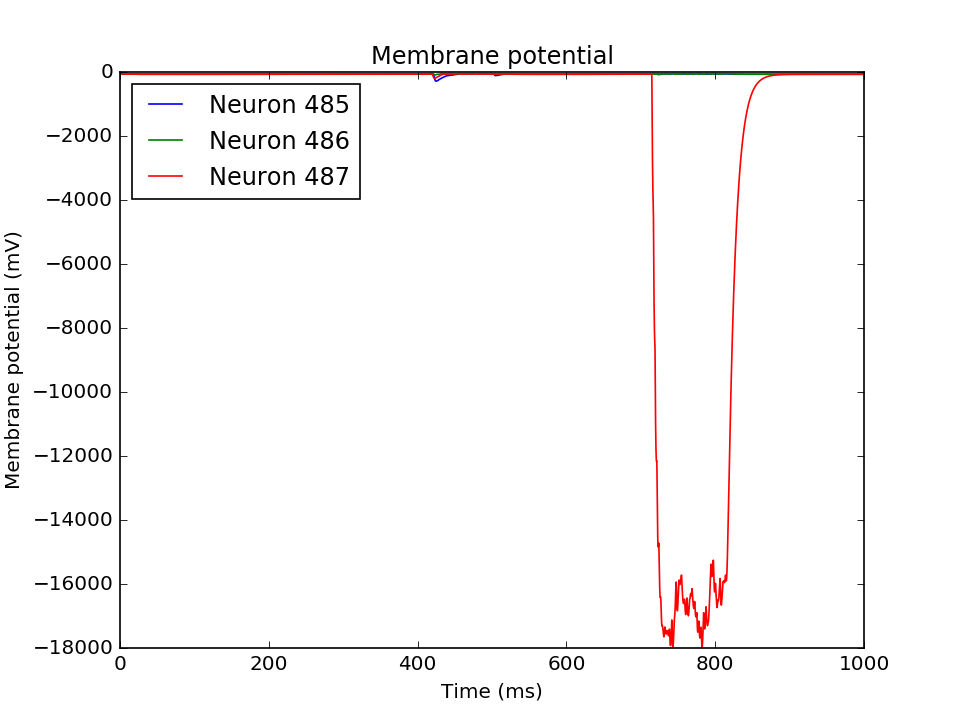 Membrane potential
0
−2000
−4000
−6000
−8000
−10000
−12000
−14000
−16000
−18000
Membrane potential (mV)
Neuron 485
Neuron 486
Neuron 487
0 200 400 600 800 1000
Time (ms)